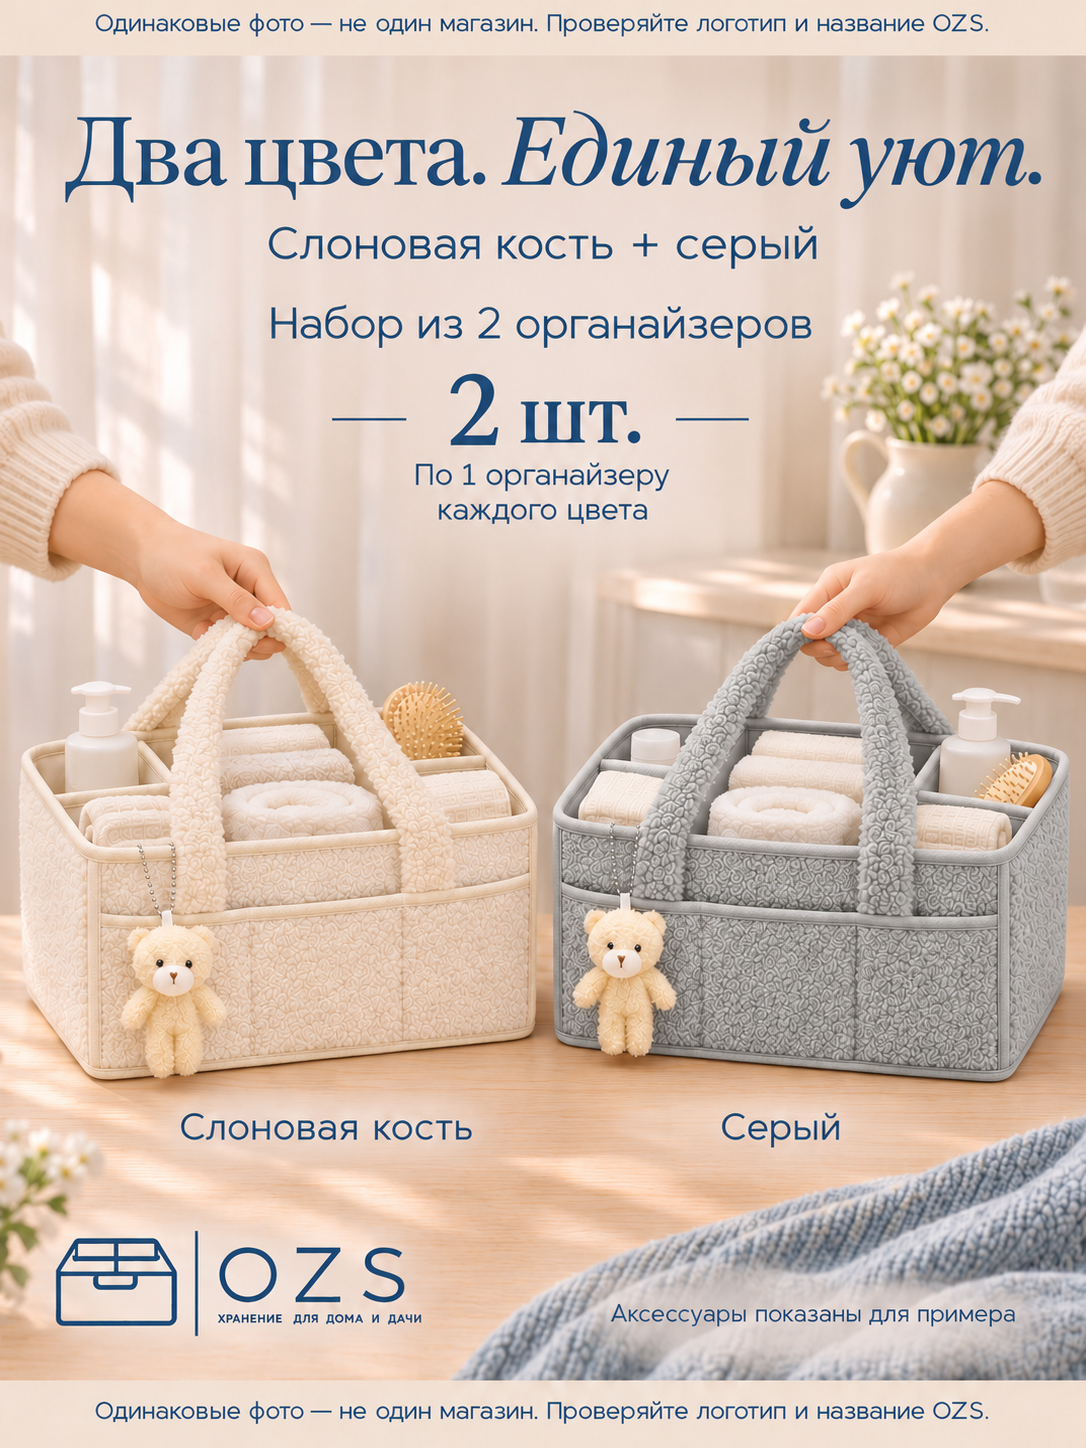 Одинаковые фото — не один магазин. Проверяйте логотип и название OZS.
Два цвета. Единый уют.
Слоновая кость + серый
Набор из 2 органайзеров
2 шт.
По 1 органайзеру
каждого цвета
Слоновая кость
Серый
OZS
ХРАНЕНИЕ ДЛЯ ДОМА И ДАЧИ
Аксессуары показаны для примера
Одинаковые фото — не один магазин. Проверяйте логотип и название OZS.